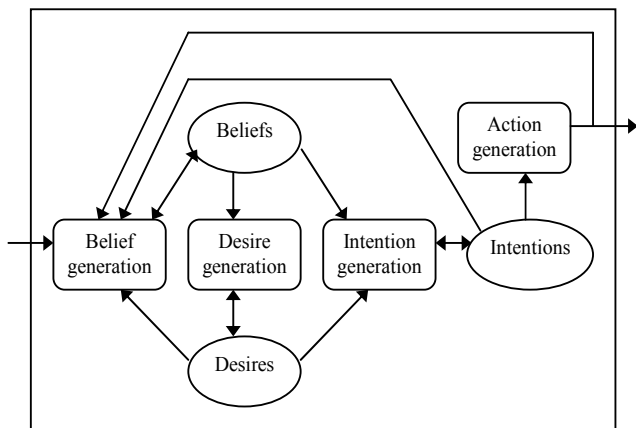 Beliefs
Action
generation
Belief
generation
Desire
generation
Intention
generation
Intentions
Desires